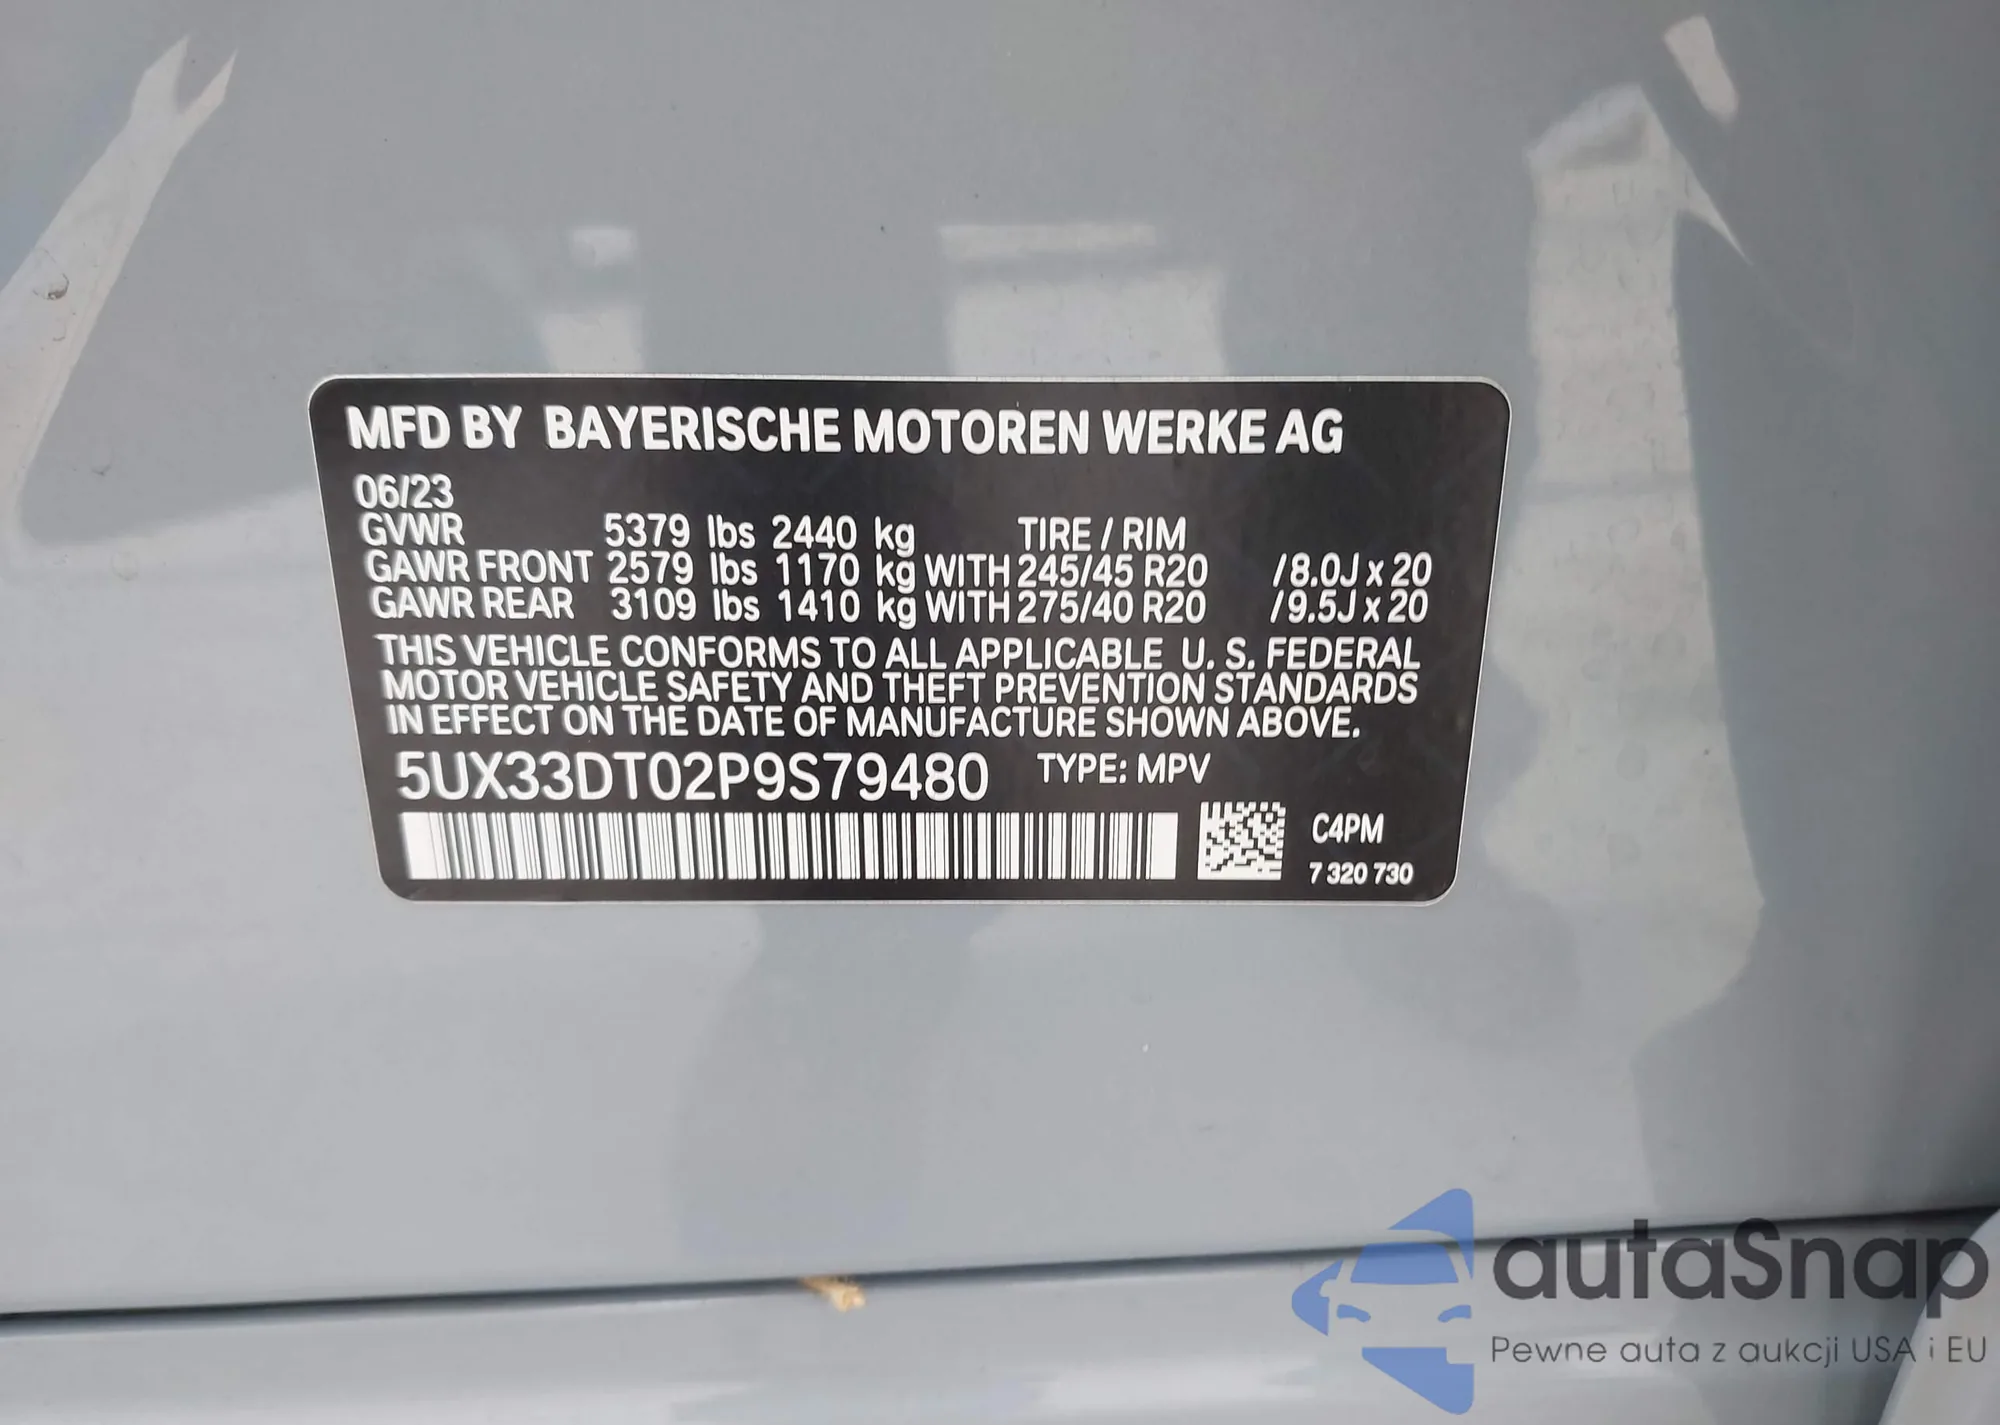 MFD BY BAYERISCHE MOTOREN WERKE AG
06/23
GVWR 5379 lbs 2440 kg TIRE / RIM
GAWR FRONT 2579 lbs 1170 kg WITH 245/45 R20 /8.0J x 20
GAWR REAR 3109 lbs 1410 kg WITH 275/40 R20 /9.5J x 20
THIS VEHICLE CONFORMS TO ALL APPLICABLE U. S. FEDERAL
MOTOR VEHICLE SAFETY AND THEFT PREVENTION STANDARDS
IN EFFECT ON THE DATE OF MANUFACTURE SHOWN ABOVE.
5UX33DT02P9S79480 TYPE: MPV
C4PM
7 320 730
autaSnap
Pewne auta z aukcji USA i EU